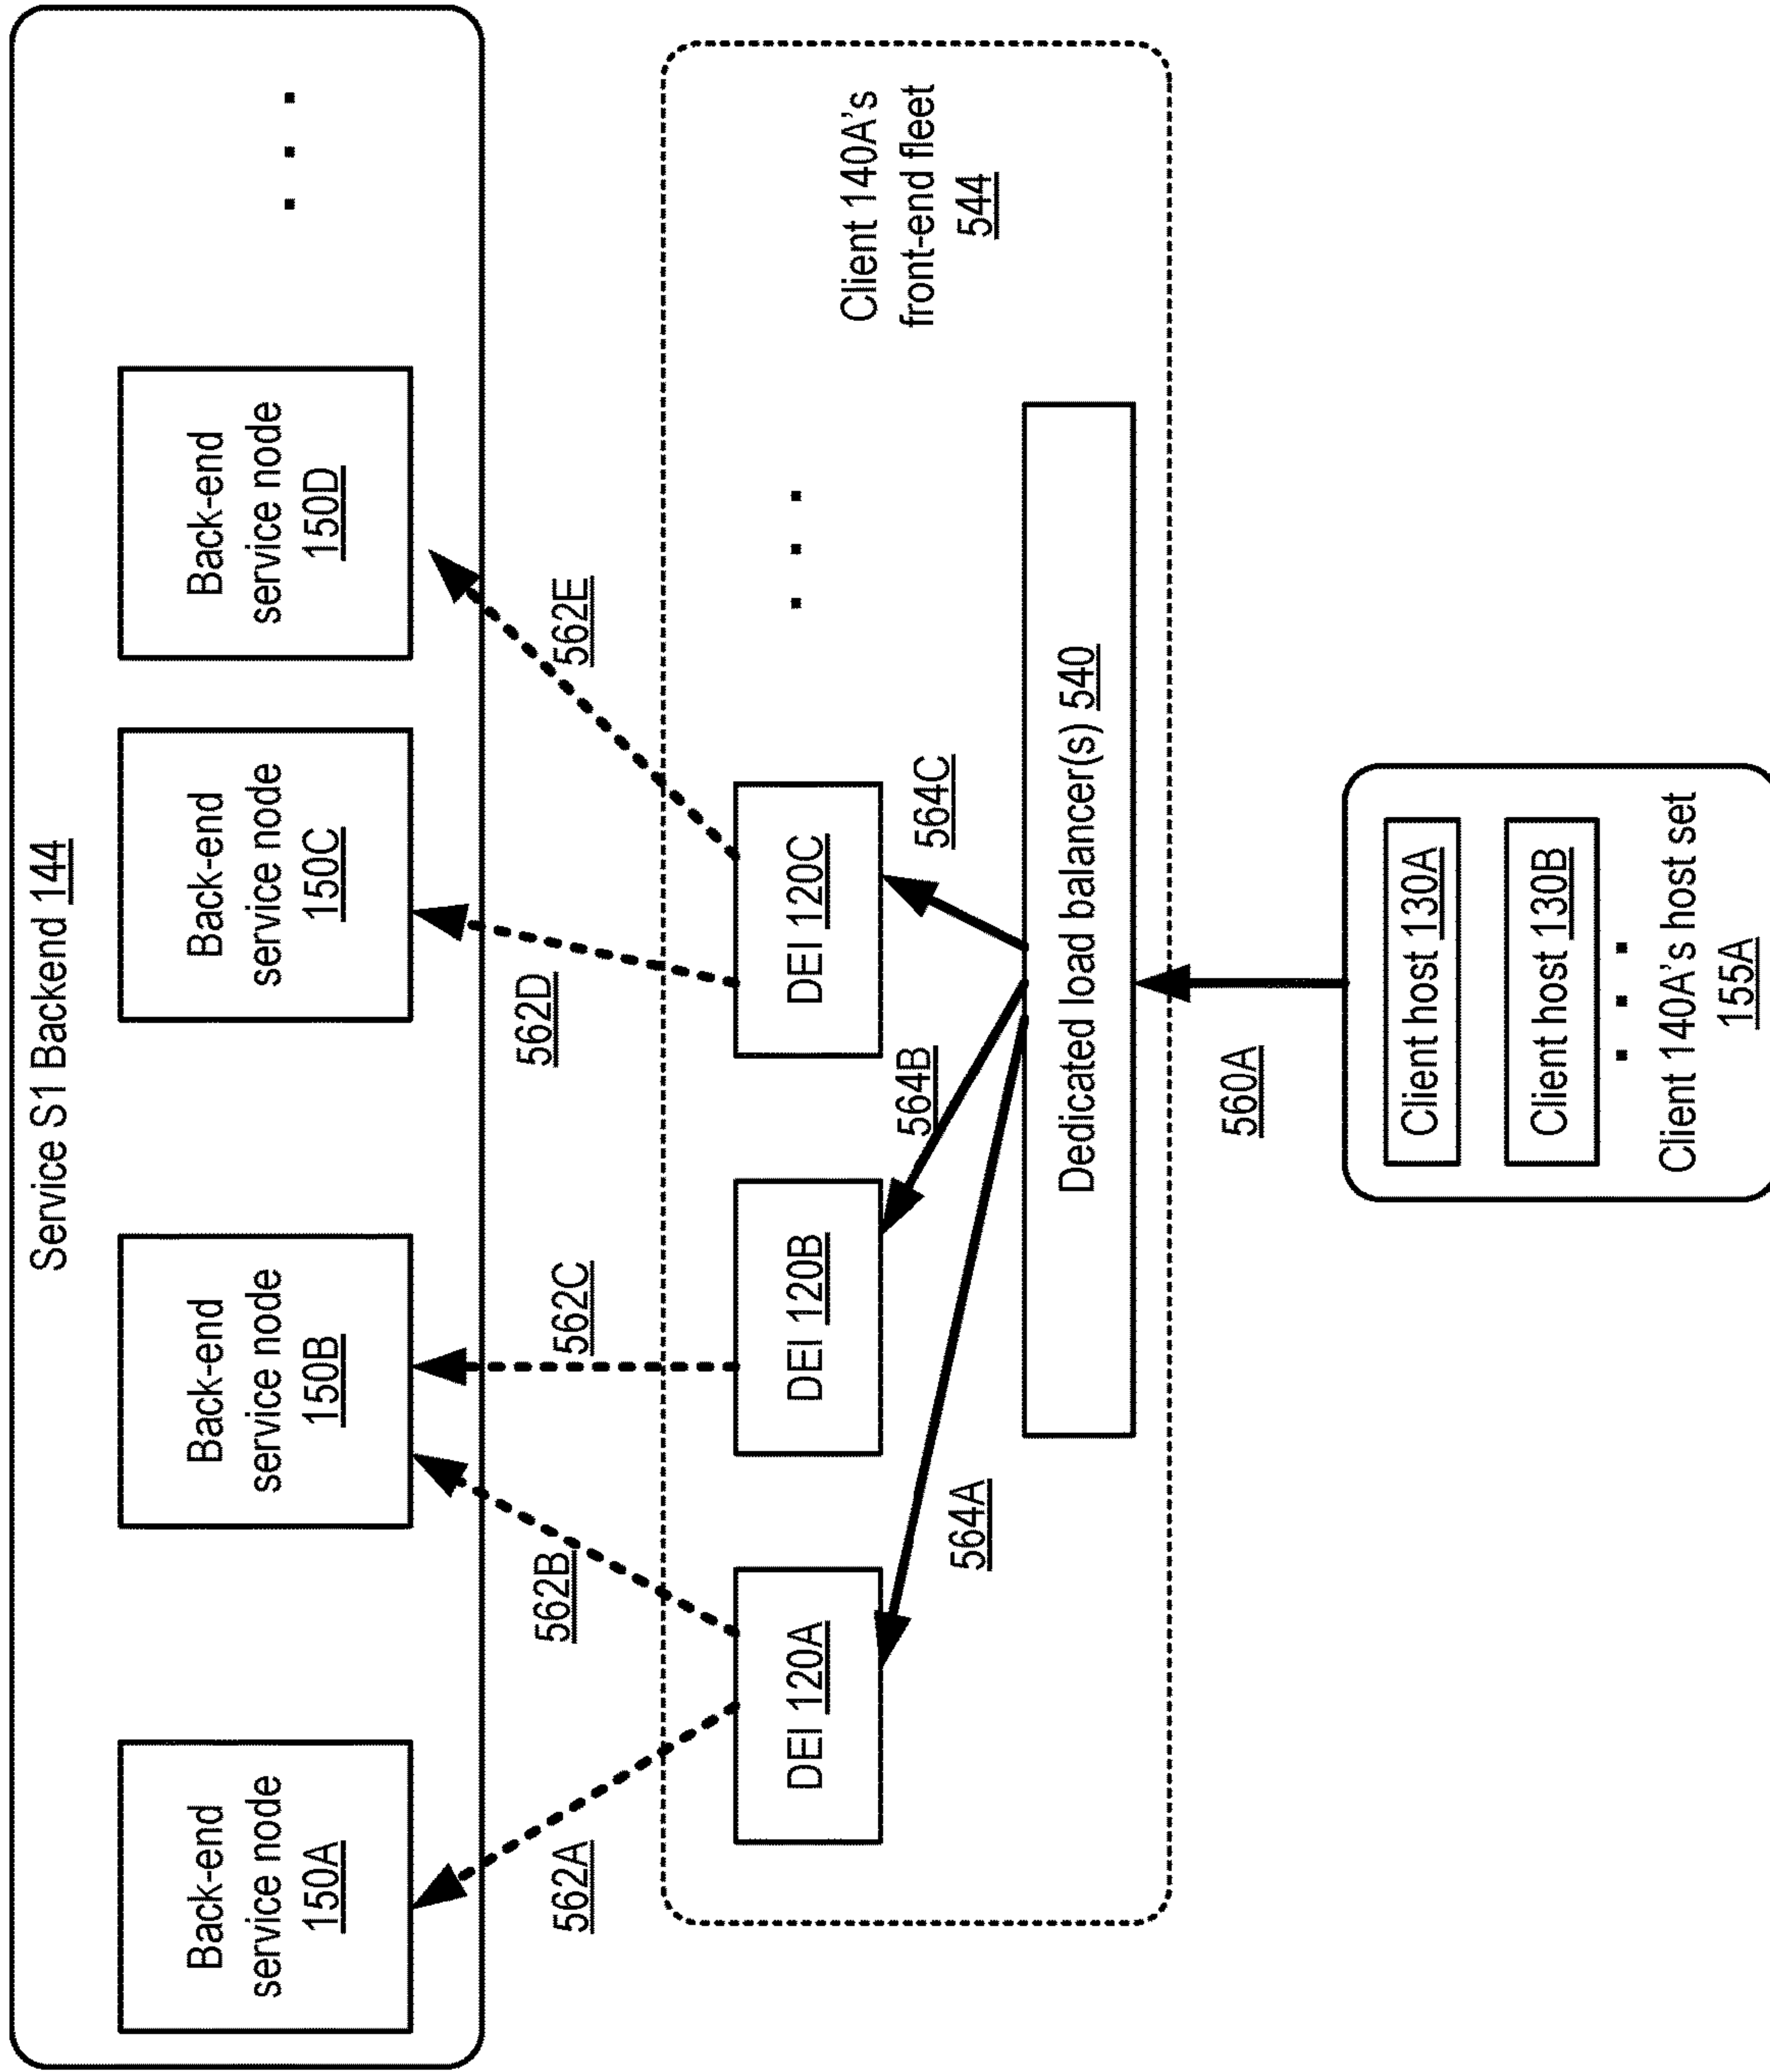 Service S1 Backend 144
Back-end
service node
150A
Back-end
service node
150B
Back-end
service node
150C
Back-end
service node
150D
562A
562B
562C
562D
562E
DEI 120A
DEI 120B
DEI 120C
Client 140A's
front-end fleet
544
564A
564B
564C
Dedicated load balancer(s) 540
560A
Client host 130A
Client host 130B
Client 140A's host set
155A